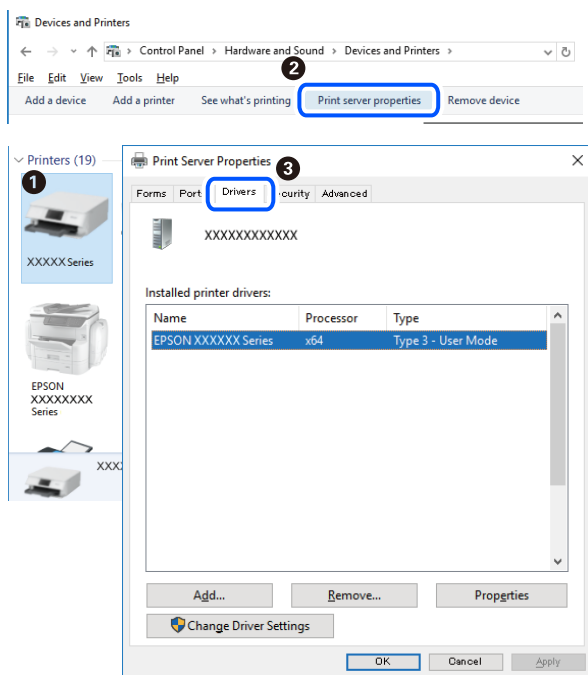 Devices and Printers
Control Panel > Hardware and Sound > Devices and Printers >
2
File Edit View Tools Help
Add a device Add a printer See what's printing Print server properties Remove device
Printers (19)
1
XXXXX Series
EPSON
XXXXXXXX
Series
XXX
Print Server Properties
3
Forms Port Drivers curity Advanced
XXXXXXXXXXXX
Installed printer drivers:
Name Processor Type
EPSON XXXXXX Series x64 Type 3 - User Mode
Add... Remove... Properties
Change Driver Settings
OK Cancel Apply